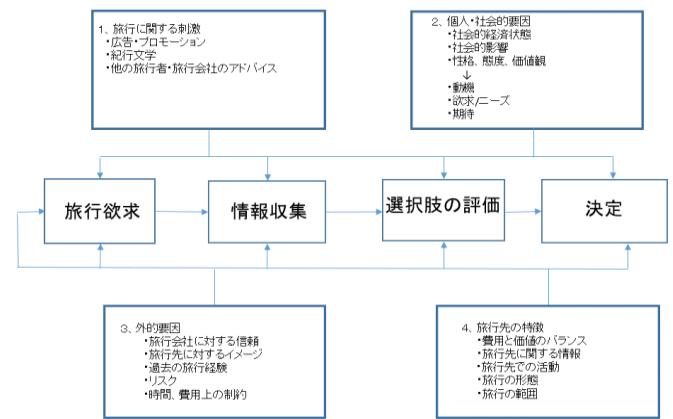 1、旅行に関する刺激
・広告・プロモーション
・紀行文学
・他の旅行者・旅行会社のアドバイス
2、個人・社会的要因
・社会的経済状態
・社会的影響
・性格、態度、価値観
↓
・動機
・欲求/ニーズ
・期待
旅行欲求
情報収集
選択肢の評価
決定
3、外的要因
・旅行会社に対する信頼
・旅行先に対するイメージ
・過去の旅行経験
・リスク
・時間、費用上の制約
4、旅行先の特徴
・費用と価値のバランス
・旅行先に関する情報
・旅行先での活動
・旅行の形態
・旅行の範囲